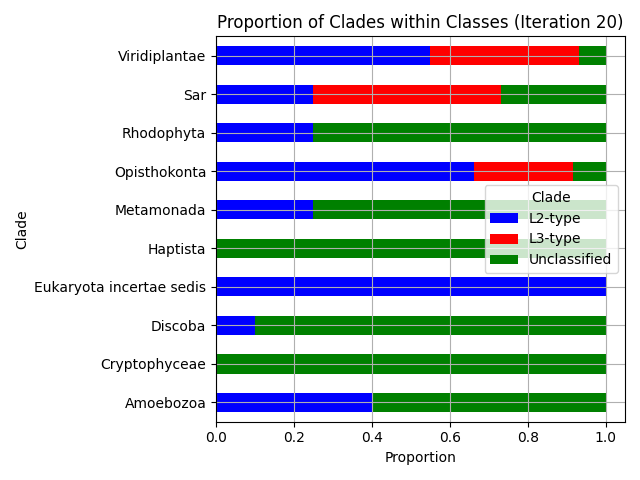 Proportion of Clades within Classes (Iteration 20)
Clade
Viridiplantae
Sar
Rhodophyta
Opisthokonta
Metamonada
Haptista
Eukaryota incertae sedis
Discoba
Cryptophyceae
Amoebozoa
Clade
L2-type
L3-type
Unclassified
0.0 0.2 0.4 0.6 0.8 1.0
Proportion